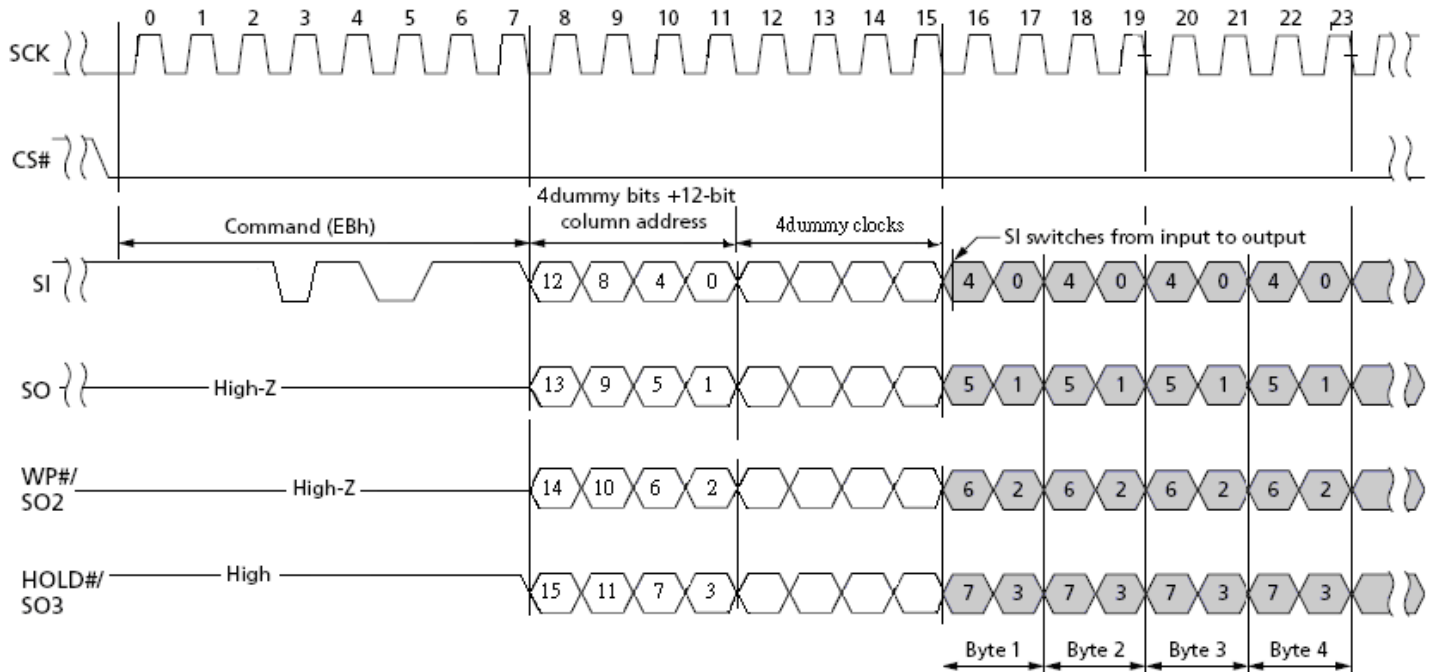 0 1 2 3 4 5 6 7 8 9 10 11 12 13 14 15 16 17 18 19 20 21 22 23
SCK
CS#
4dummy bits +12-bit
column address
Command (EBh)
4dummy clocks
SI switches from input to output
SI
12 8 4 0 4 0 4 0 4 0 4 0
SO
High-Z
13 9 5 1 5 1 5 1 5 1 5 1
WP#/
SO2
High-Z
14 10 6 2 6 2 6 2 6 2 6 2
HOLD#/
SO3
High
15 11 7 3 7 3 7 3 7 3 7 3
Byte 1 Byte 2 Byte 3 Byte 4